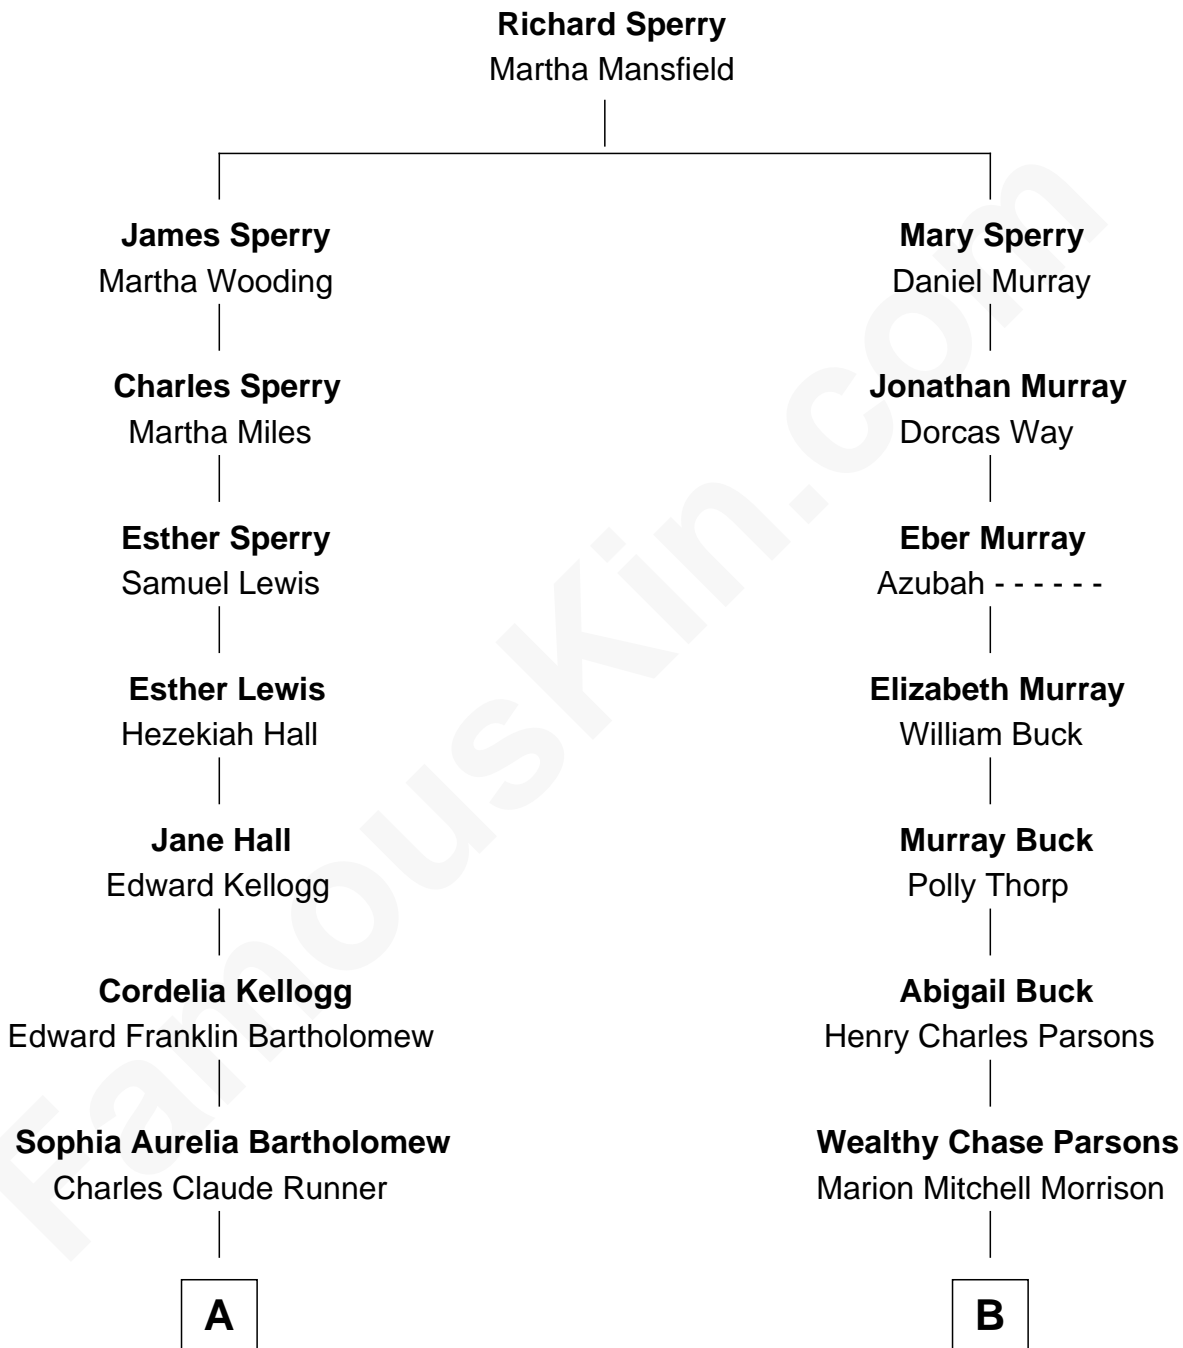 Richard Sperry
Martha Mansfield
James Sperry
Martha Wooding
Mary Sperry
Daniel Murray
Charles Sperry
Martha Miles
Jonathan Murray
Dorcas Way
Esther Sperry
Samuel Lewis
Eber Murray
Azubah - - - - - -
Esther Lewis
Hezekiah Hall
Elizabeth Murray
William Buck
Jane Hall
Edward Kellogg
Murray Buck
Polly Thorp
Cordelia Kellogg
Edward Franklin Bartholomew
Abigail Buck
Henry Charles Parsons
Sophia Aurelia Bartholomew
Charles Claude Runner
Wealthy Chase Parsons
Marion Mitchell Morrison
A
B
FamousKin.com